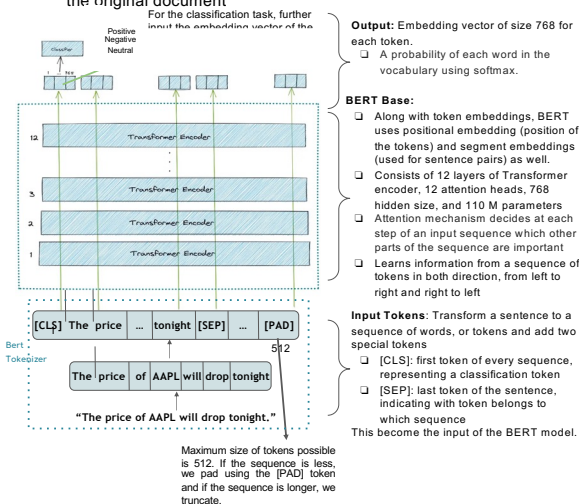 the original document
For the classification task, further
input the embedding vector of the
Positive
Negative
Neutral
Classifier
1 ... 768
12
Transformer Encoder
3
Transformer Encoder
2
Transformer Encoder
1
Transformer Encoder
[CLS] The price ... tonight [SEP] ... [PAD]
512
Bert
Tokenizer
The price of AAPL will drop tonight
“The price of AAPL will drop tonight.”
Maximum size of tokens possible
is 512. If the sequence is less,
we pad using the [PAD] token
and if the sequence is longer, we
truncate.
Output: Embedding vector of size 768 for
each token.
❑ A probability of each word in the
vocabulary using softmax.
BERT Base:
❑ Along with token embeddings, BERT
uses positional embedding (position of
the tokens) and segment embeddings
(used for sentence pairs) as well.
❑ Consists of 12 layers of Transformer
encoder, 12 attention heads, 768
hidden size, and 110 M parameters
❑ Attention mechanism decides at each
step of an input sequence which other
parts of the sequence are important
❑ Learns information from a sequence of
tokens in both direction, from left to
right and right to left
Input Tokens: Transform a sentence to a
sequence of words, or tokens and add two
special tokens
❑ [CLS]: first token of every sequence,
representing a classification token
❑ [SEP]: last token of the sentence,
indicating with token belongs to
which sequence
This become the input of the BERT model.